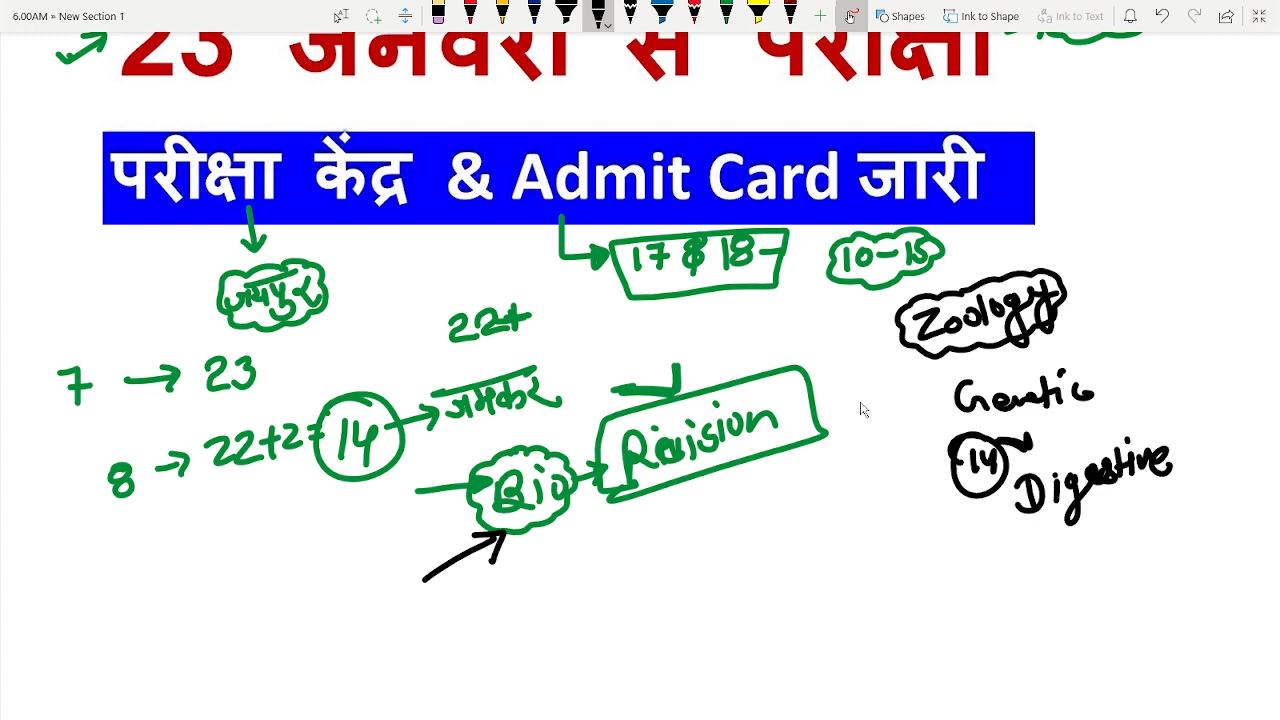 6.00AM » New Section 1
Shapes
Ink to Shape
Ink to Text
23 जनवरी से परीक्षा
परीक्षा केंद्र & Admit Card जारी
17 & 18-
10-15
जयपुर
Zoology
22+
7 → 23
जमकर
Genetic
8 → 22+2=14
Revision
Bio
14
Digestive